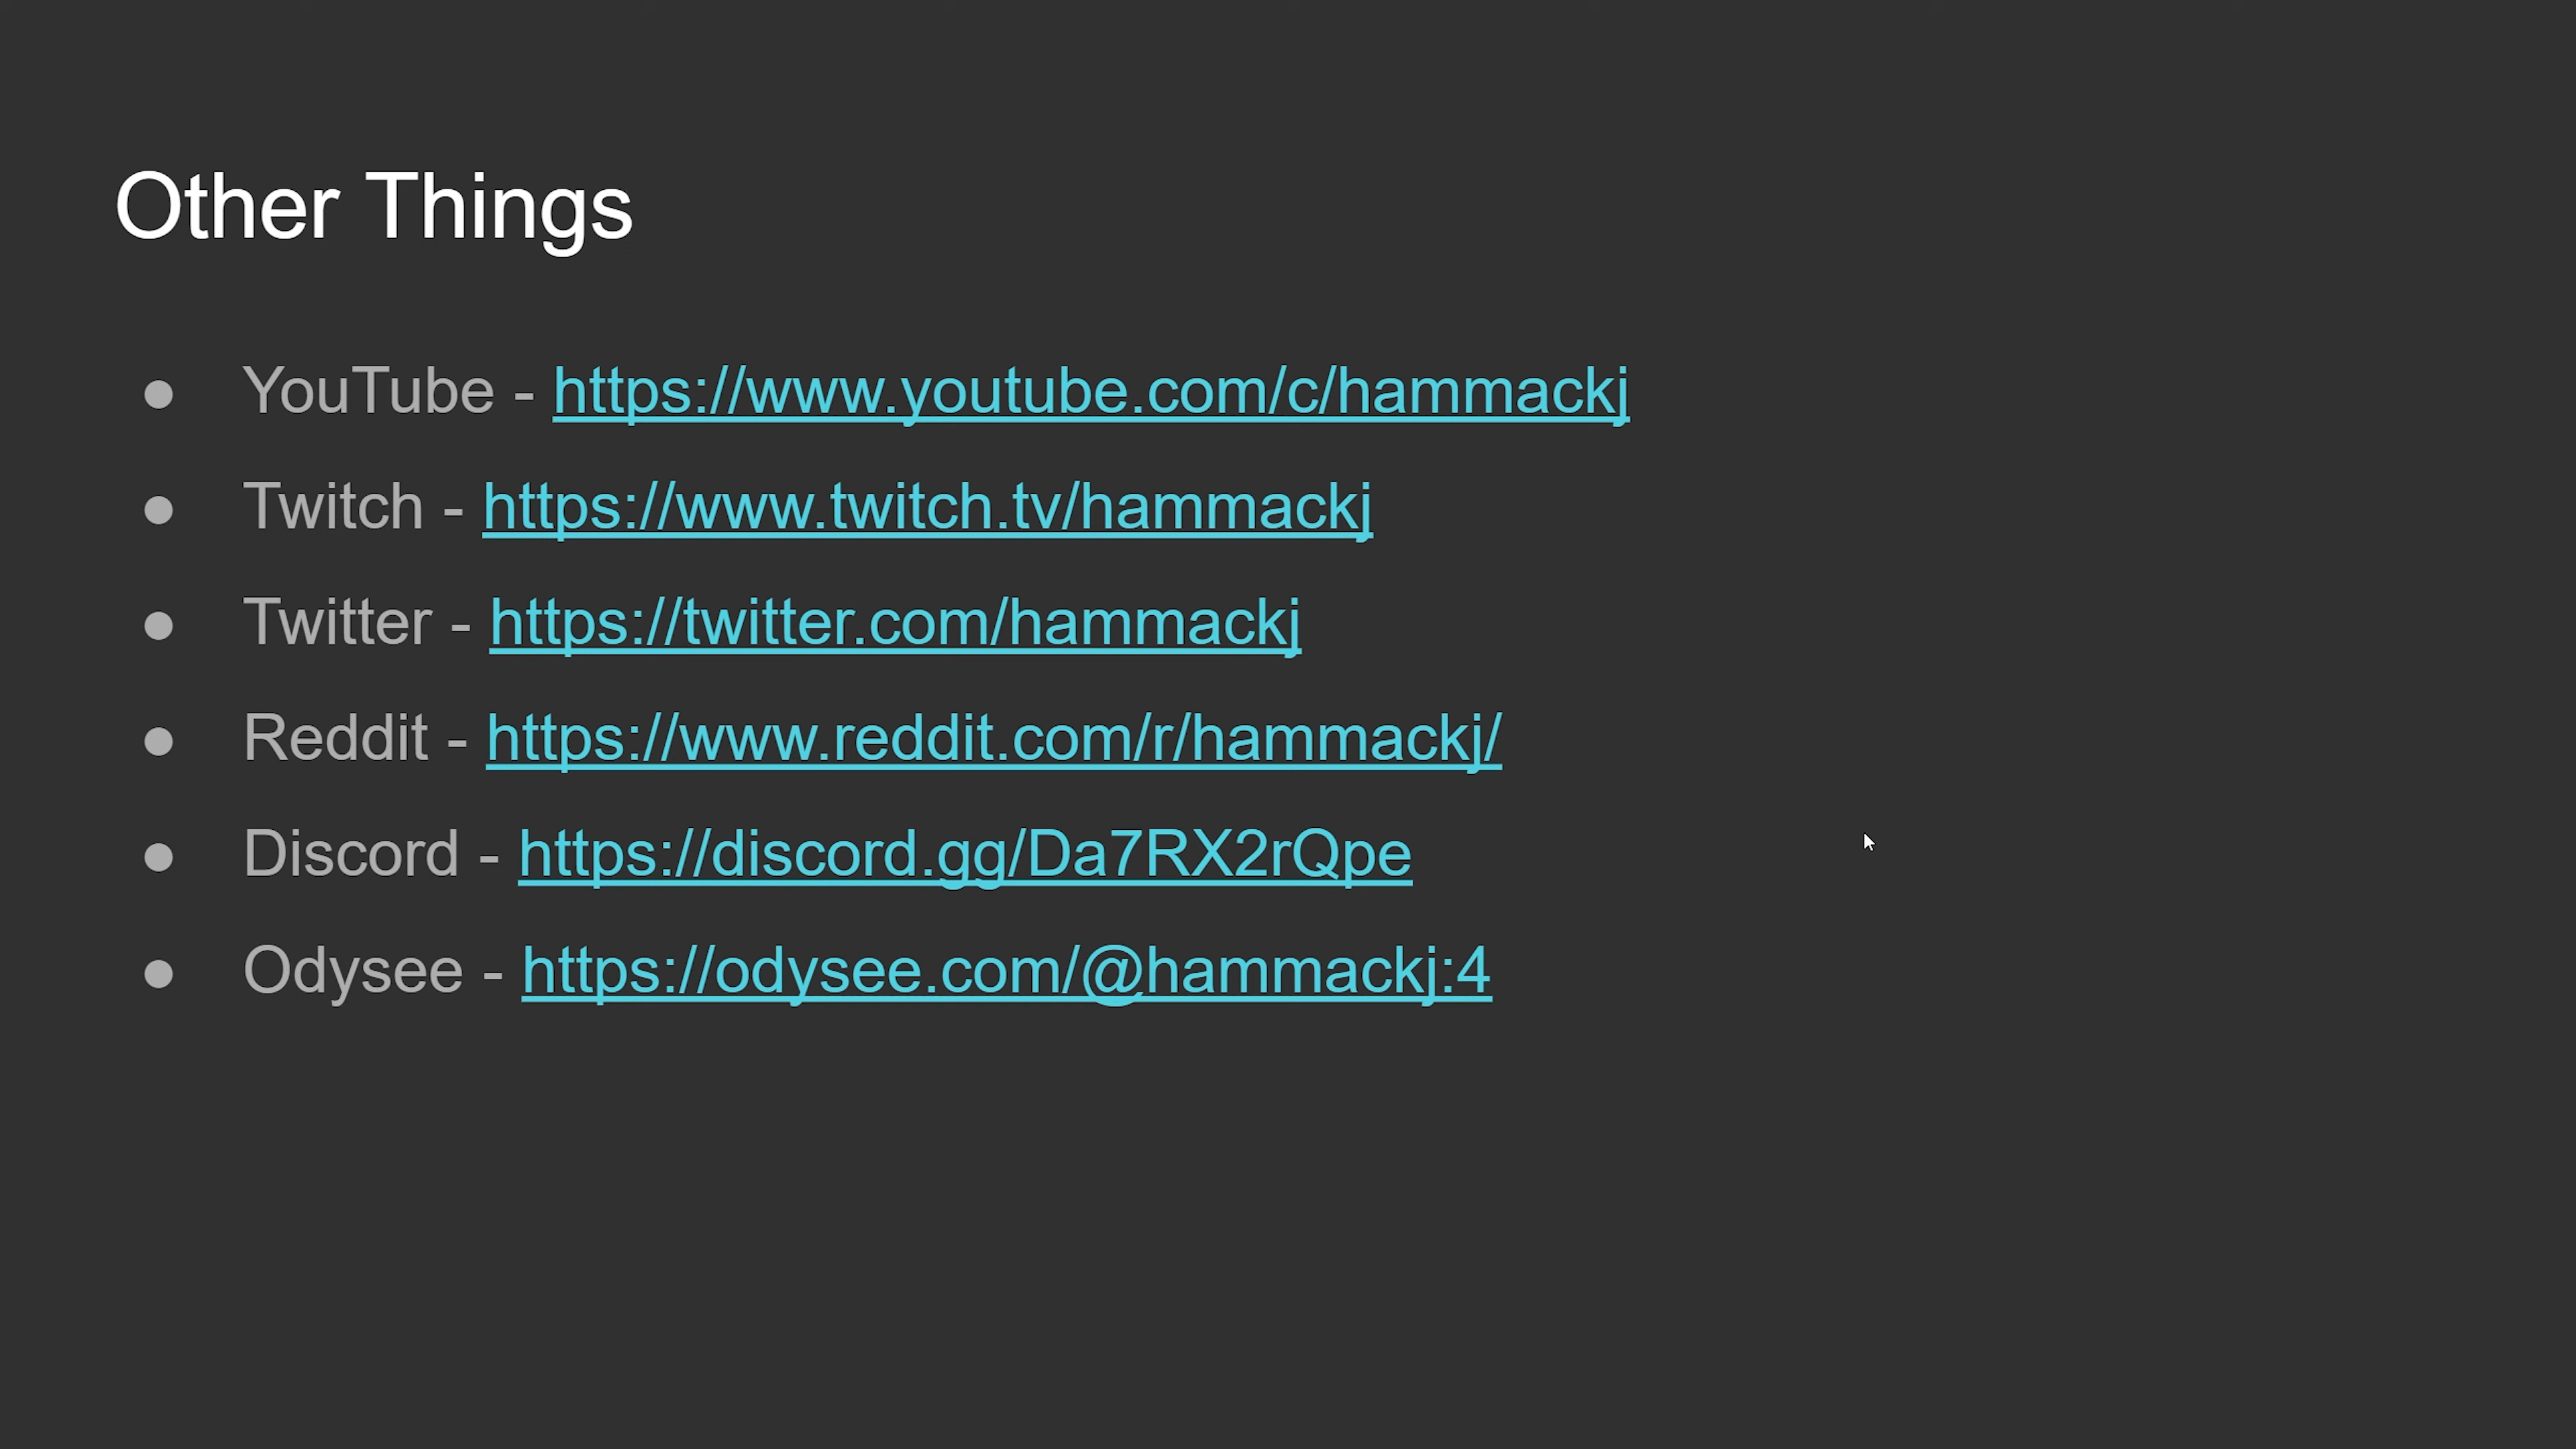 Other Things
● YouTube - https://www.youtube.com/c/hammackj
● Twitch - https://www.twitch.tv/hammackj
● Twitter - https://twitter.com/hammackj
● Reddit - https://www.reddit.com/r/hammackj/
● Discord - https://discord.gg/Da7RX2rQpe
● Odysee - https://odysee.com/@hammackj:4